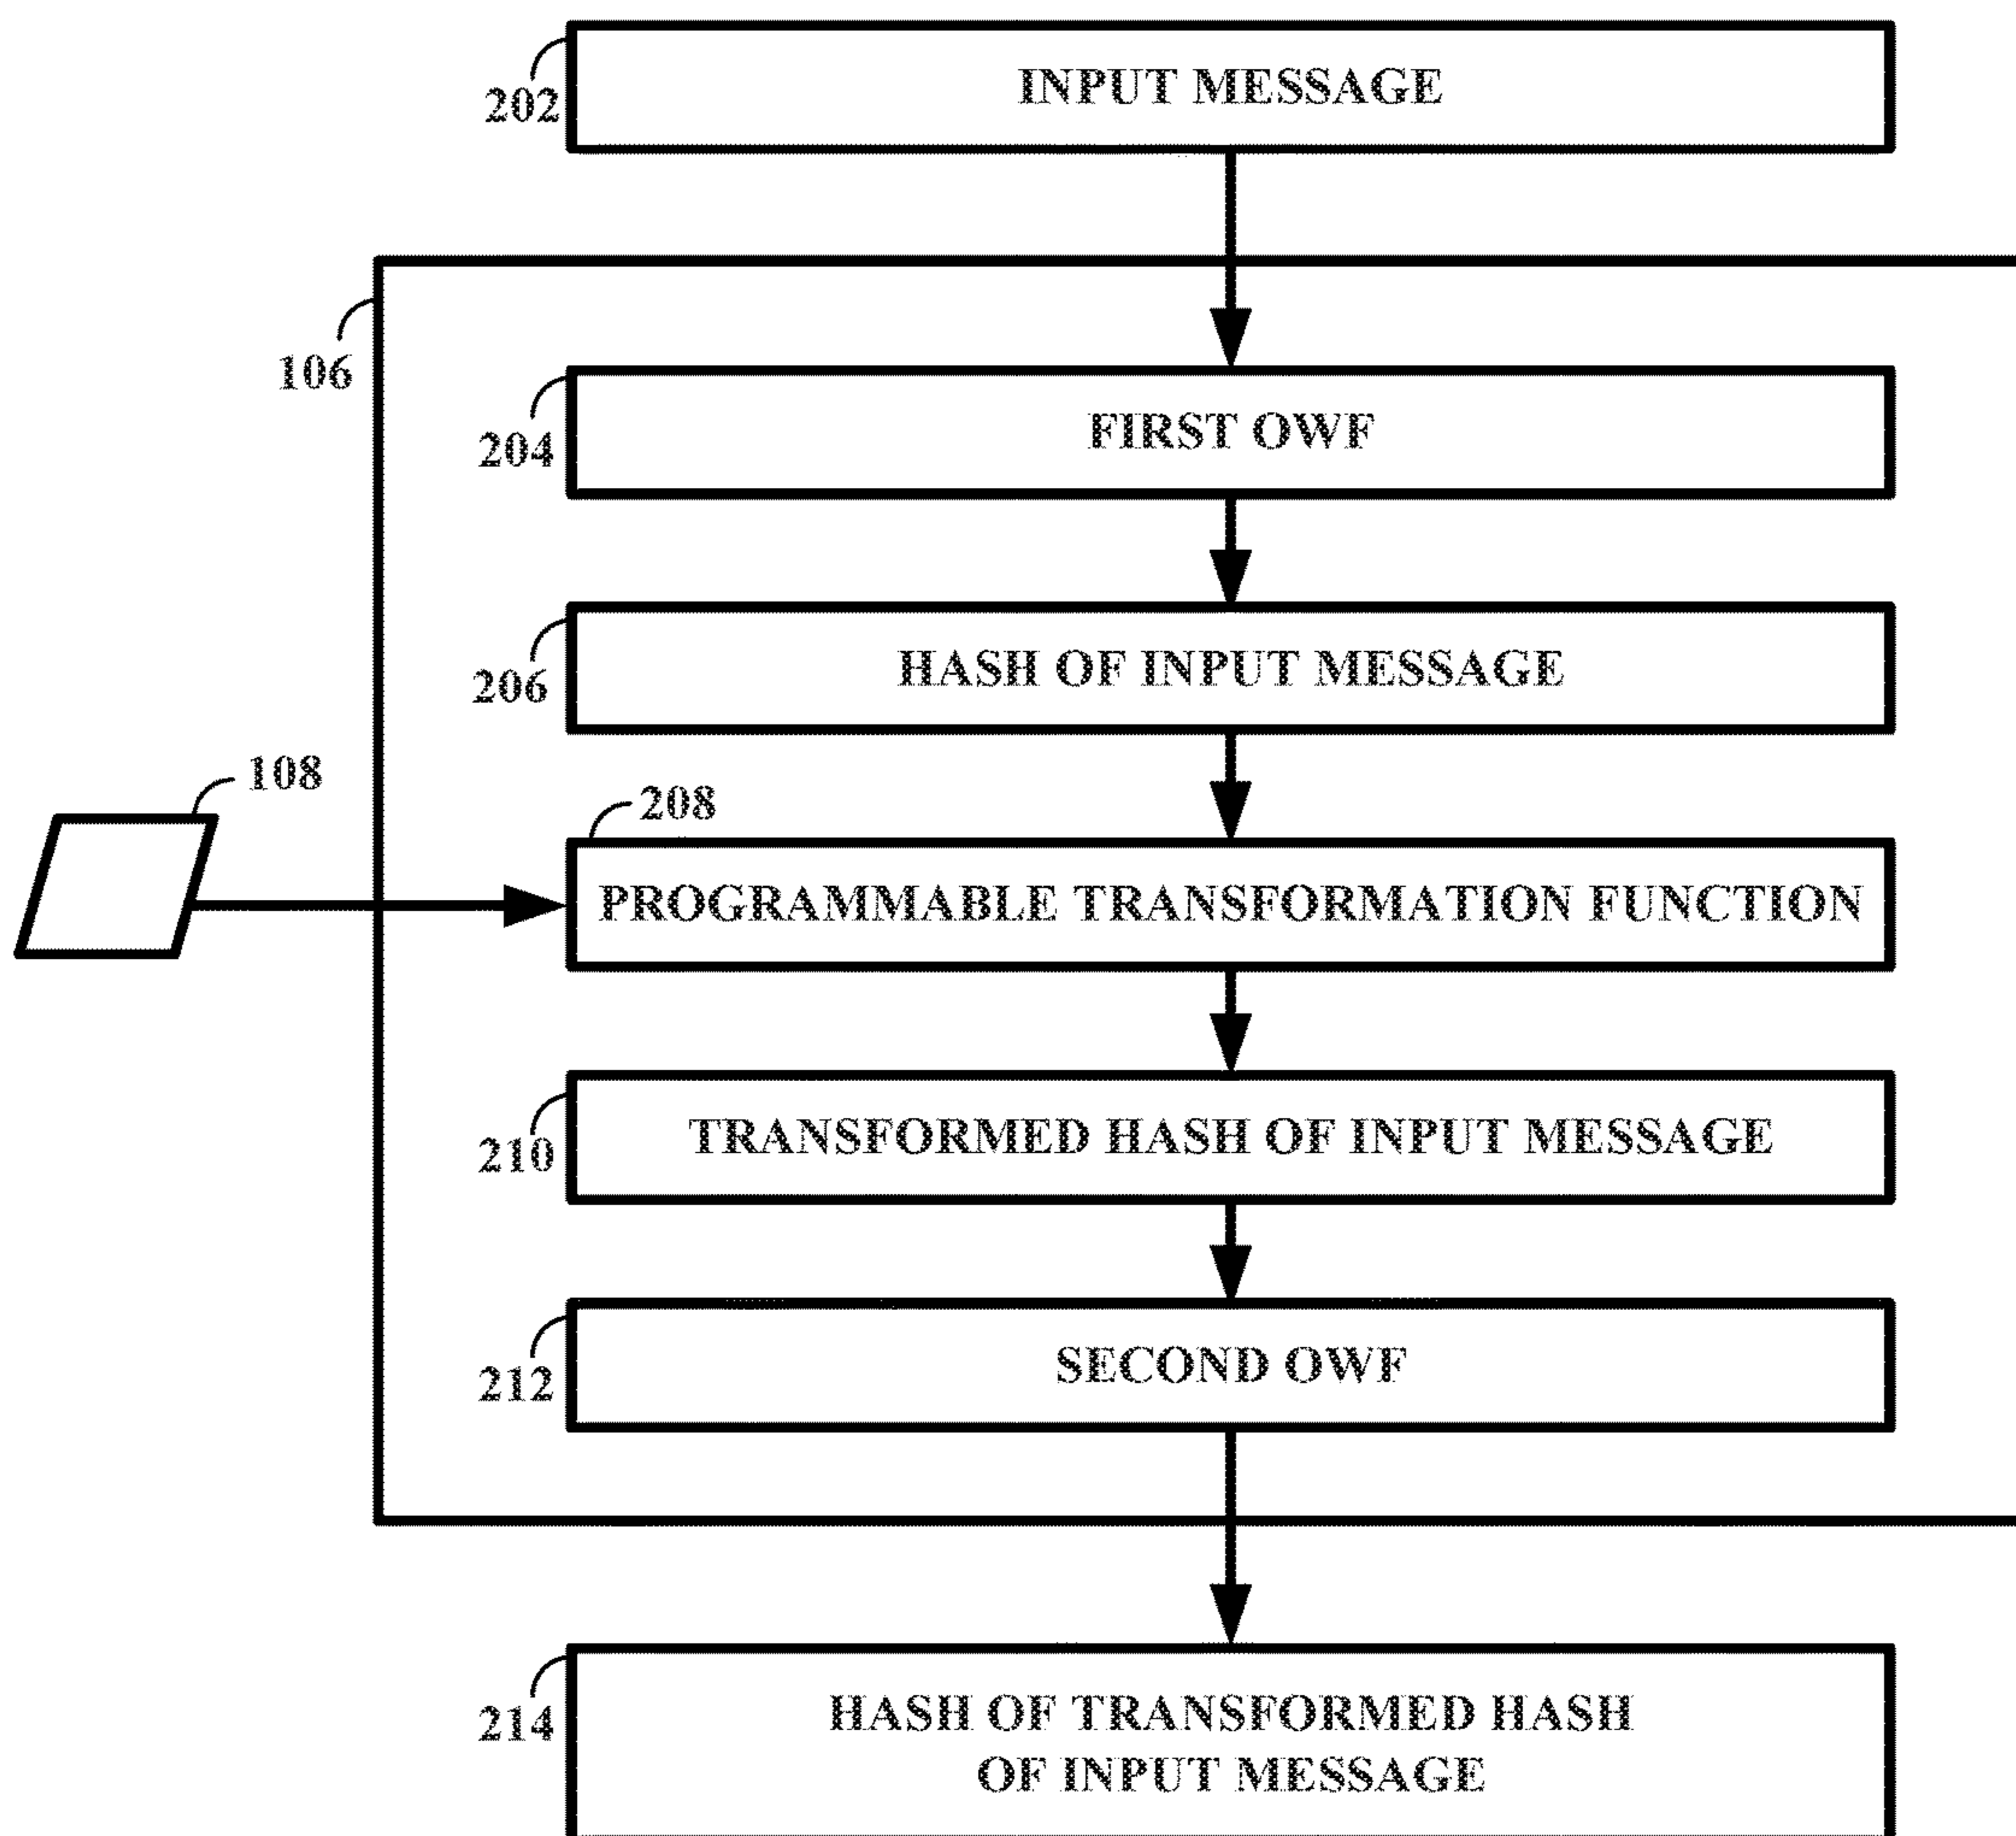 INPUT MESSAGE
202
106
FIRST OWF
204
HASH OF INPUT MESSAGE
206
108
208
PROGRAMMABLE TRANSFORMATION FUNCTION
TRANSFORMED HASH OF INPUT MESSAGE
210
SECOND OWF
212
214
HASH OF TRANSFORMED HASH
OF INPUT MESSAGE